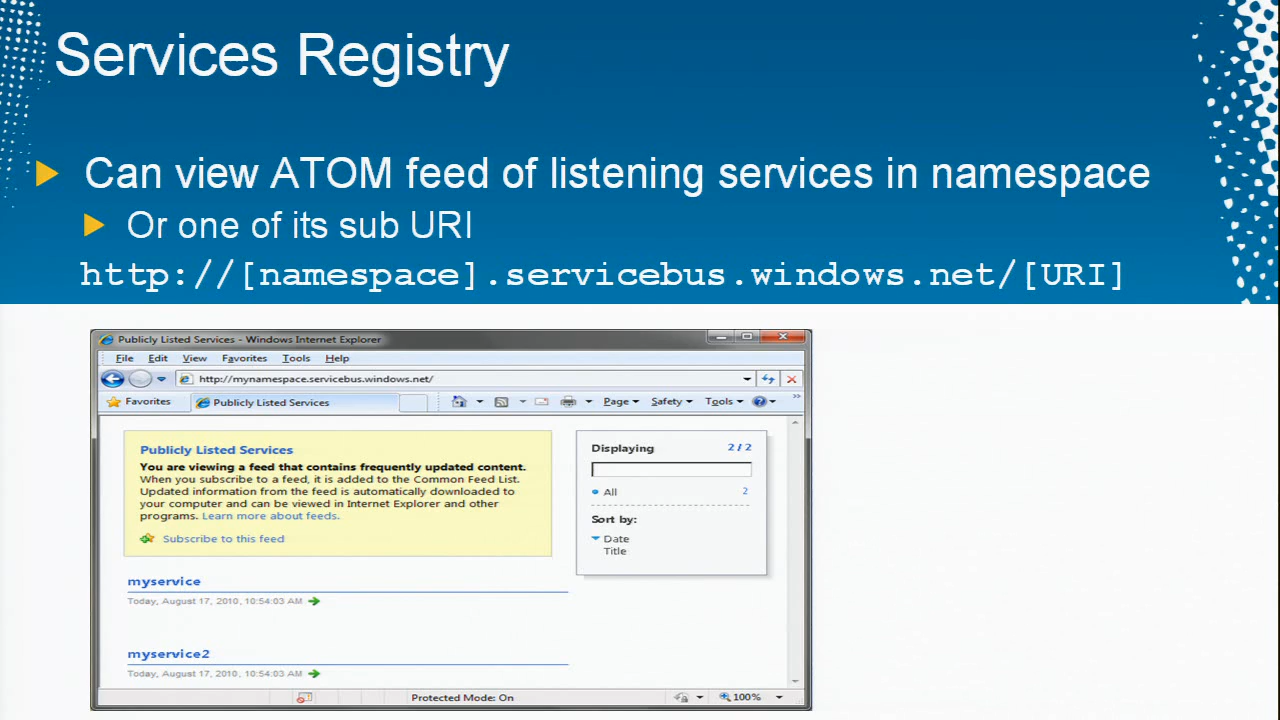 Services Registry
Can view ATOM feed of listening services in namespace
Or one of its sub URI
http://[namespace].servicebus.windows.net/[URI]
Publicly Listed Services - Windows Internet Explorer
File Edit View Favorites Tools Help
http://mynamespace.servicebus.windows.net/
Favorites Publicly Listed Services Page Safety Tools
Publicly Listed Services
You are viewing a feed that contains frequently updated content.
When you subscribe to a feed, it is added to the Common Feed List.
Updated information from the feed is automatically downloaded to
your computer and can be viewed in Internet Explorer and other
programs. Learn more about feeds.
Subscribe to this feed
Displaying 2 / 2
All 2
Sort by:
Date
Title
myservice
Today, August 17, 2010, 10:54:03 AM
myservice2
Today, August 17, 2010, 10:54:03 AM
Protected Mode: On 100%